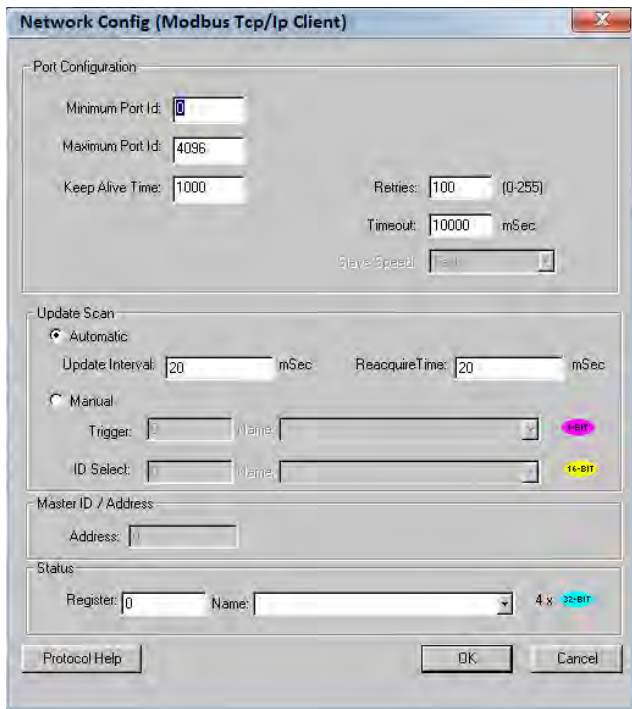 Network Config (Modbus Tcp/Ip Client)
Port Configuration
Minimum Port Id: 0
Maximum Port Id: 4096
Keep Alive Time: 1000
Retries: 100 (0-255)
Timeout: 10000 mSec
Slave Speed:
Update Scan
Automatic
Update Interval: 20 mSec ReacquireTime: 20 mSec
Manual
Trigger: 0 Name: 1-BIT
ID Select: 0 Name: 16-BIT
Master ID / Address
Address: 0
Status
Register: 0 Name: 4 x 32-BIT
Protocol Help OK Cancel